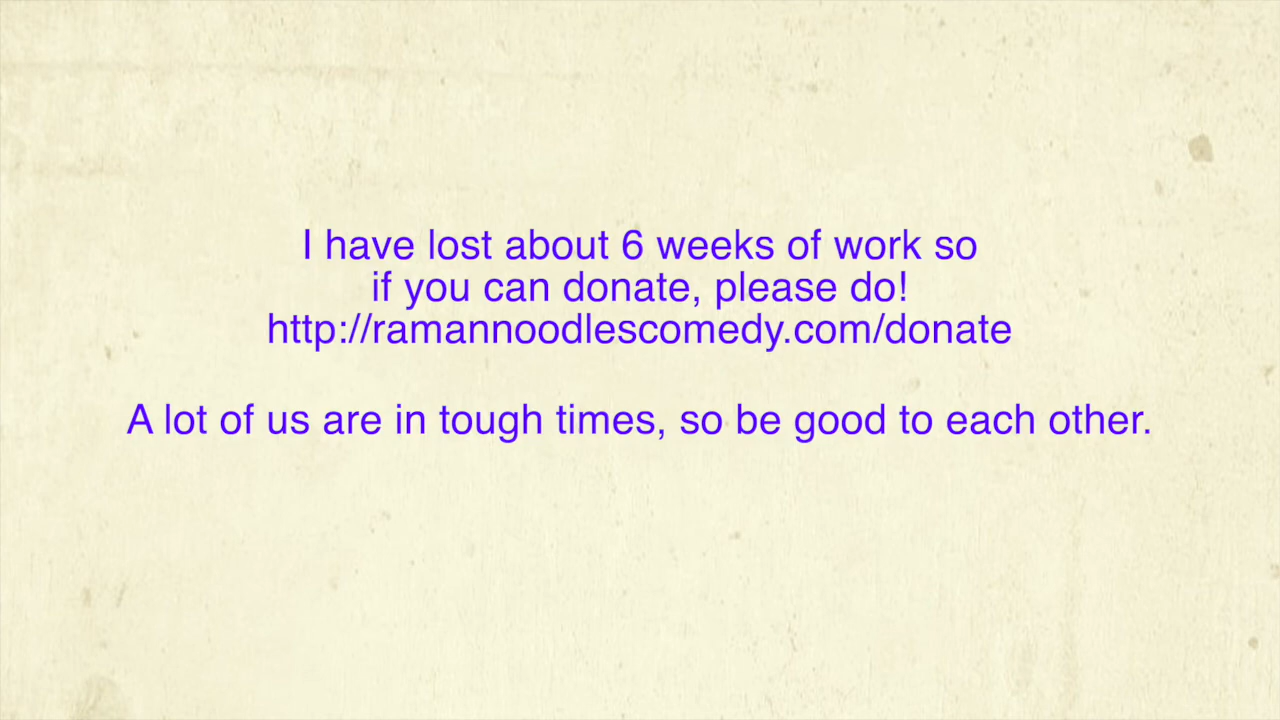 I have lost about 6 weeks of work so
if you can donate, please do!
http://ramannoodlescomedy.com/donate
A lot of us are in tough times, so be good to each other.